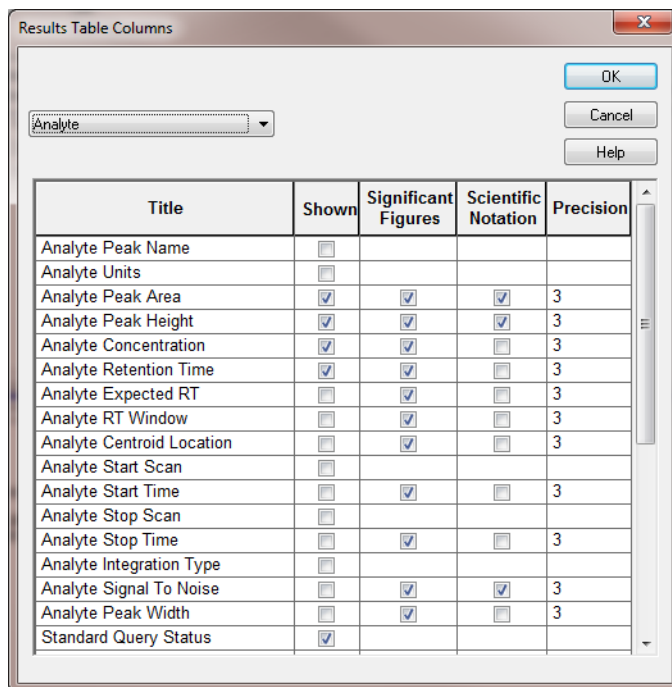 Results Table Columns
x
OK
Analyte
Cancel
Help
Title Shown Significant Figures Scientific Notation Precision
Analyte Peak Name
Analyte Units
Analyte Peak Area 3
Analyte Peak Height 3
Analyte Concentration 3
Analyte Retention Time 3
Analyte Expected RT 3
Analyte RT Window 3
Analyte Centroid Location 3
Analyte Start Scan
Analyte Start Time 3
Analyte Stop Scan
Analyte Stop Time 3
Analyte Integration Type
Analyte Signal To Noise 3
Analyte Peak Width 3
Standard Query Status